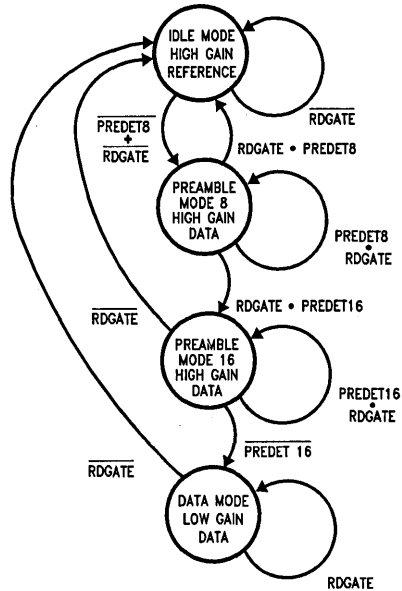 IDLE MODE
HIGH GAIN
REFERENCE
RDGATE
PREDET8
+
RDGATE
RDGATE • PREDET8
PREAMBLE
MODE 8
HIGH GAIN
DATA
PREDET8
•
RDGATE
RDGATE • PREDET16
RDGATE
PREAMBLE
MODE 16
HIGH GAIN
DATA
PREDET16
•
RDGATE
PREDET 16
RDGATE
DATA MODE
LOW GAIN
DATA
RDGATE